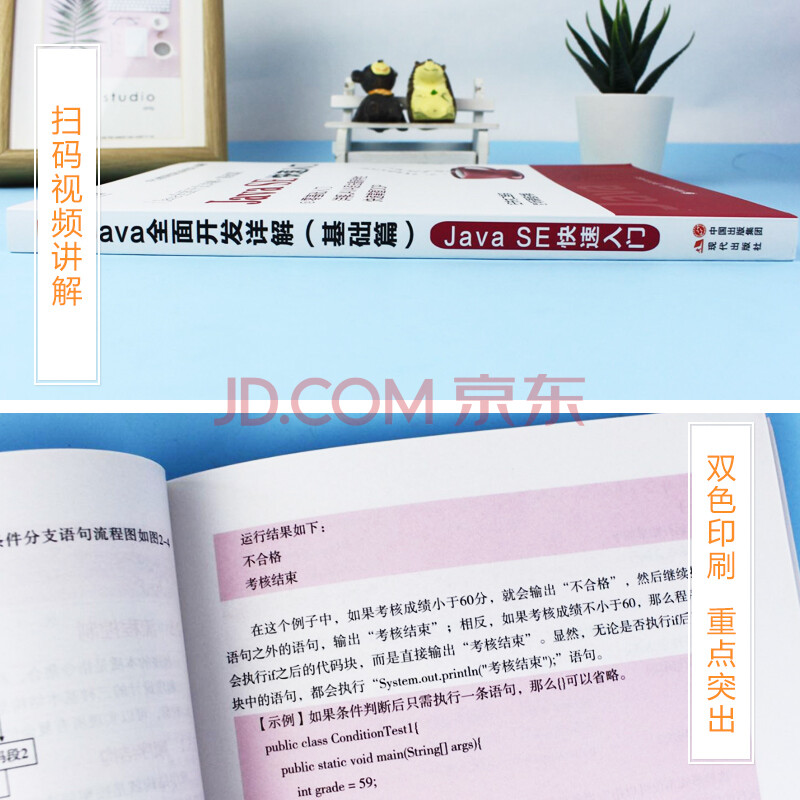 studio
扫码视频讲解
Java全面开发详解（基础篇） Java SE快速入门
中国出版集团
现代出版社
JD.COM 京东
双色印刷 重点突出
条件分支语句流程图如图2-4
运行结果如下：
不合格
考核结束
在这个例子中，如果考核成绩小于60分，就会输出“不合格”，然后继续
语句之外的语句，输出“考核结束”；相反，如果考核成绩不小于60，那么程
会执行if之后的代码块，而是直接输出“考核结束”。显然，无论是否执行if后
块中的语句，都会执行“System.out.println("考核结束");”语句。
【示例】如果条件判断后只需执行一条语句，那么{}可以省略。
public class ConditionTest1{
public static void main(String[] args){
int grade = 59;
码段2